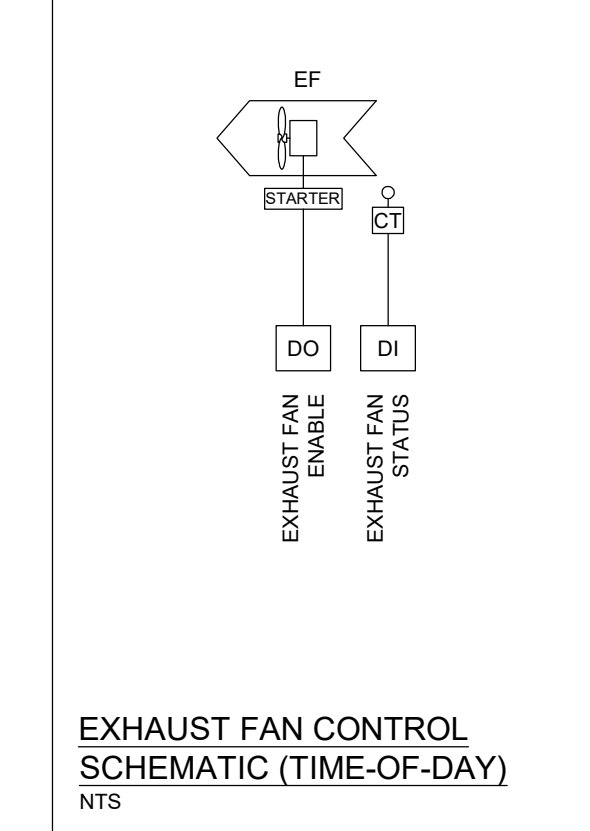 EF
STARTER
CT
DO
DI
EXHAUST FAN
ENABLE
EXHAUST FAN
STATUS
EXHAUST FAN CONTROL
SCHEMATIC (TIME-OF-DAY)
NTS